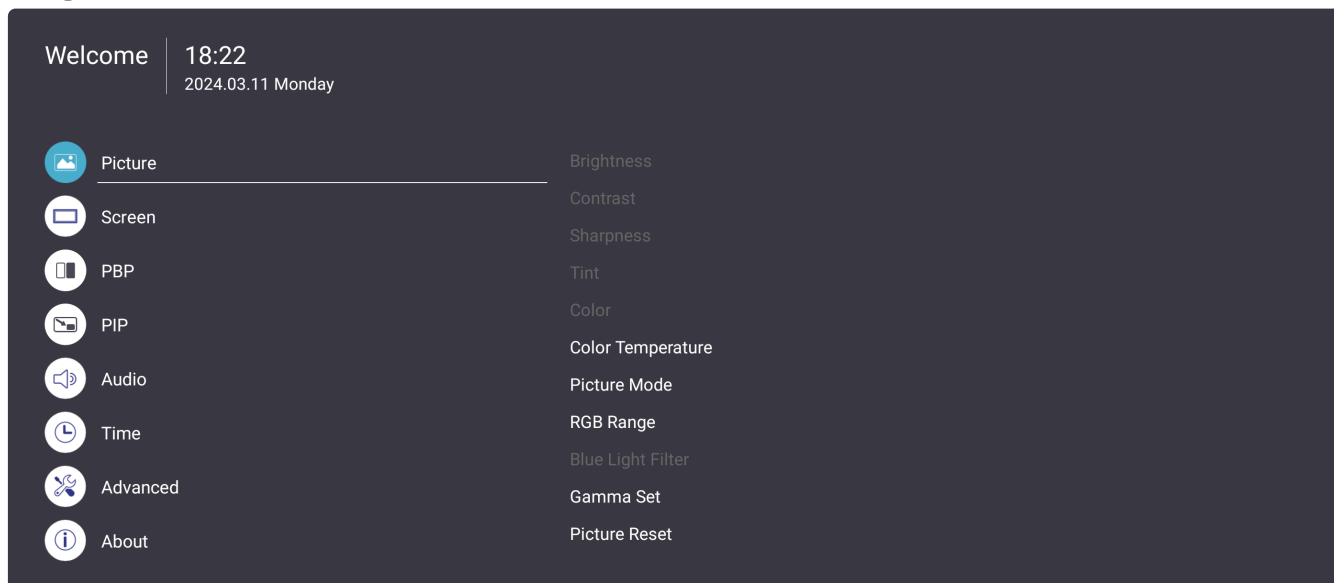 Welcome
18:22
2024.03.11 Monday
Picture
Screen
PBP
PIP
Audio
Time
Advanced
About
Brightness
Contrast
Sharpness
Tint
Color
Color Temperature
Picture Mode
RGB Range
Blue Light Filter
Gamma Set
Picture Reset